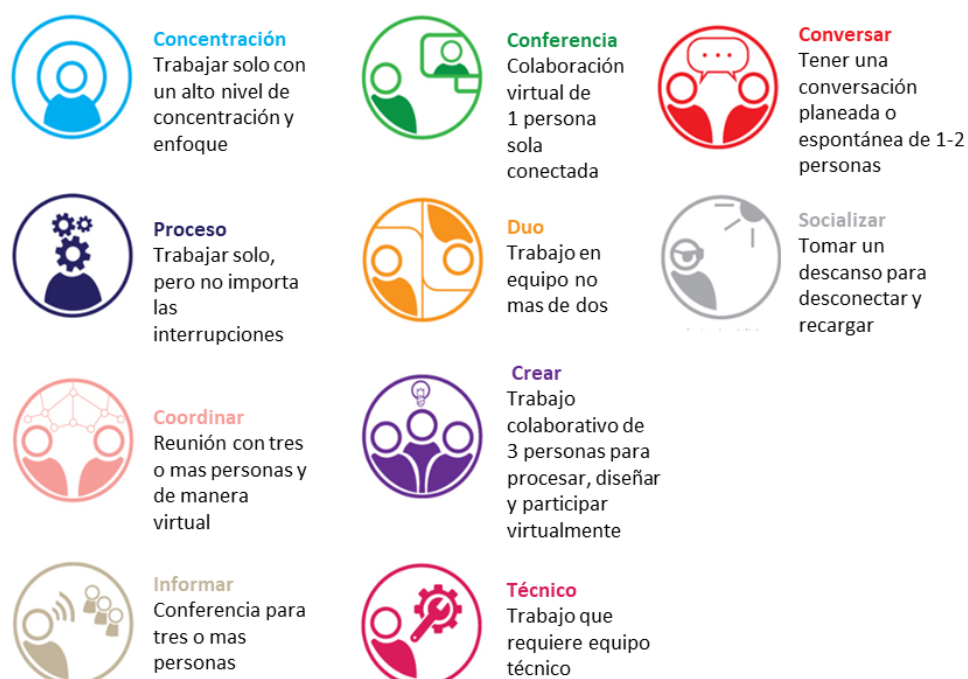 Concentración
Trabajar solo con
un alto nivel de
concentración y
enfoque
Conferencia
Colaboración
virtual de
1 persona
sola
conectada
Conversar
Tener una
conversación
planeada o
espontánea de 1-2
personas
Proceso
Trabajar solo,
pero no importa
las
interrupciones
Duo
Trabajo en
equipo no
mas de dos
Socializar
Tomar un
descanso para
desconectar y
recargar
Coordinar
Reunión con tres
o mas personas y
de manera
virtual
Crear
Trabajo
colaborativo de
3 personas para
procesar, diseñar
y participar
virtualmente
Informar
Conferencia para
tres o mas
personas
Técnico
Trabajo que
requiere equipo
técnico